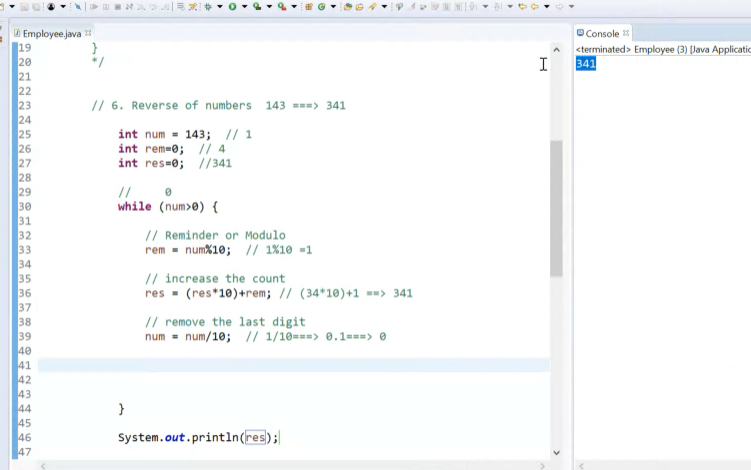 Employee.java
Console
<terminated> Employee (3) [Java Applicatio
341
19 }
20 */
21
22
23 // 6. Reverse of numbers 143 ===> 341
24
25 int num = 143; // 1
26 int rem=0; // 4
27 int res=0; //341
28
29 // 0
30 while (num>0) {
31
32 // Reminder or Modulo
33 rem = num%10; // 1%10 =1
34
35 // increase the count
36 res = (res*10)+rem; // (34*10)+1 ==> 341
37
38 // remove the last digit
39 num = num/10; // 1/10===> 0.1===> 0
40
41
42
43
44 }
45
46 System.out.println(res);
47